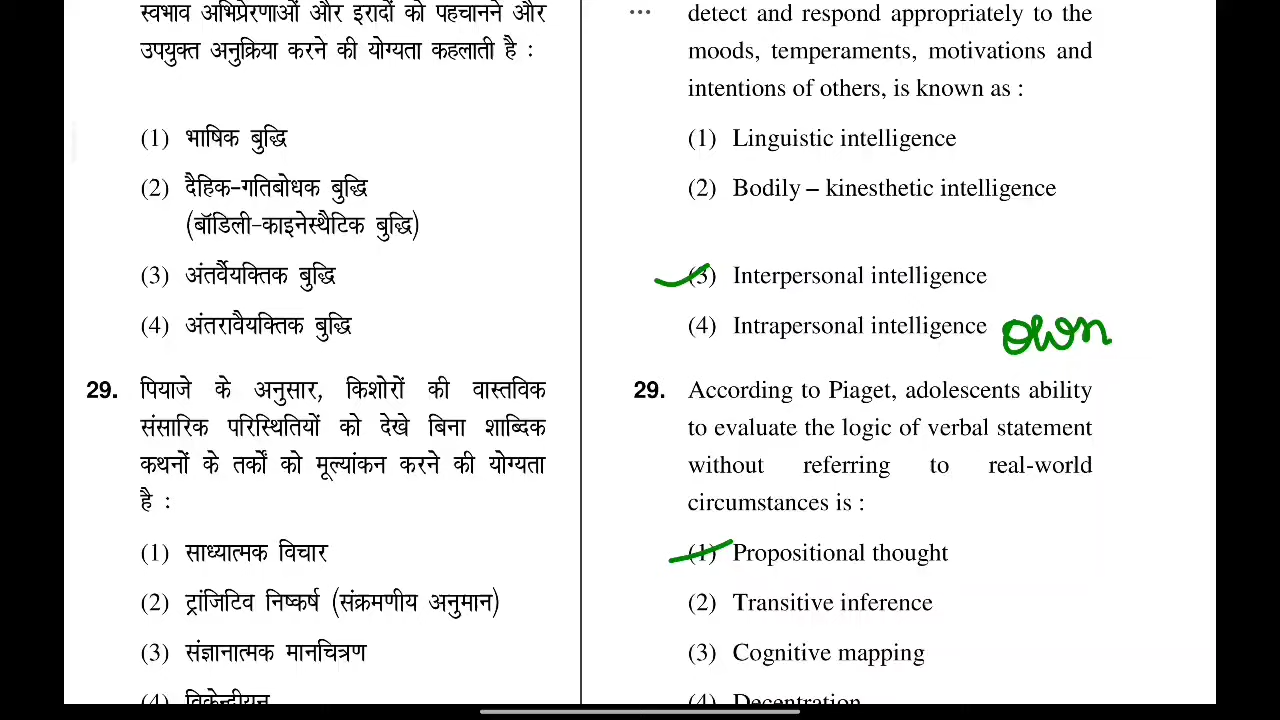 स्वभाव अभिप्रेरणाओं और इरादों को पहचानने और
उपयुक्त अनुक्रिया करने की योग्यता कहलाती है :
(1) भाषिक बुद्धि
(2) दैहिक-गतिबोधक बुद्धि
(बॉडिली-काइनेस्थैटिक बुद्धि)
(3) अंतर्वैयक्तिक बुद्धि
(4) अंतरावैयक्तिक बुद्धि
29. पियाजे के अनुसार, किशोरों की वास्तविक
संसारिक परिस्थितियों को देखे बिना शाब्दिक
कथनों के तर्कों को मूल्यांकन करने की योग्यता
है :
(1) साध्यात्मक विचार
(2) ट्रांजिटिव निष्कर्ष (संक्रमणीय अनुमान)
(3) संज्ञानात्मक मानचित्रण
(4) विकेन्द्रीयन
detect and respond appropriately to the
moods, temperaments, motivations and
intentions of others, is known as :
(1) Linguistic intelligence
(2) Bodily – kinesthetic intelligence
(3) Interpersonal intelligence
(4) Intrapersonal intelligence own
29. According to Piaget, adolescents ability
to evaluate the logic of verbal statement
without referring to real-world
circumstances is :
(1) Propositional thought
(2) Transitive inference
(3) Cognitive mapping
(4) Decentration